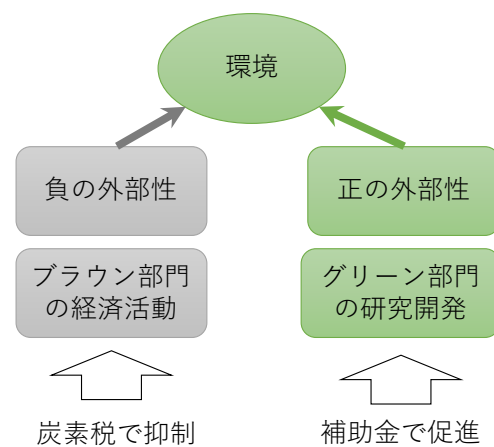 環境
負の外部性
正の外部性
ブラウン部門
の経済活動
グリーン部門
の研究開発
炭素税で抑制
補助金で促進